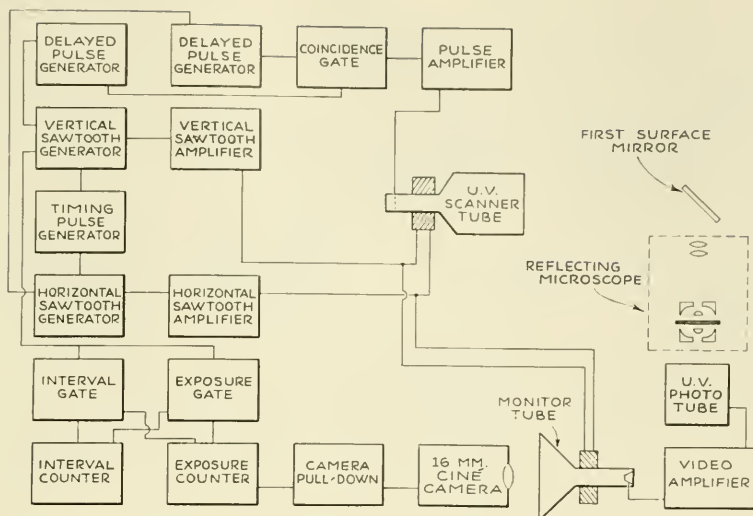 DELAYED
PULSE
GENERATOR
DELAYED
PULSE
GENERATOR
COINCIDENCE
GATE
PULSE
AMPLIFIER
VERTICAL
SAWTOOTH
GENERATOR
VERTICAL
SAWTOOTH
AMPLIFIER
U.V.
SCANNER
TUBE
FIRST SURFACE
MIRROR
TIMING
PULSE
GENERATOR
REFLECTING
MICROSCOPE
HORIZONTAL
SAWTOOTH
GENERATOR
HORIZONTAL
SAWTOOTH
AMPLIFIER
INTERVAL
GATE
EXPOSURE
GATE
MONITOR
TUBE
U.V.
PHOTO
TUBE
INTERVAL
COUNTER
EXPOSURE
COUNTER
CAMERA
PULL-DOWN
16 MM.
CINÉ
CAMERA
VIDEO
AMPLIFIER